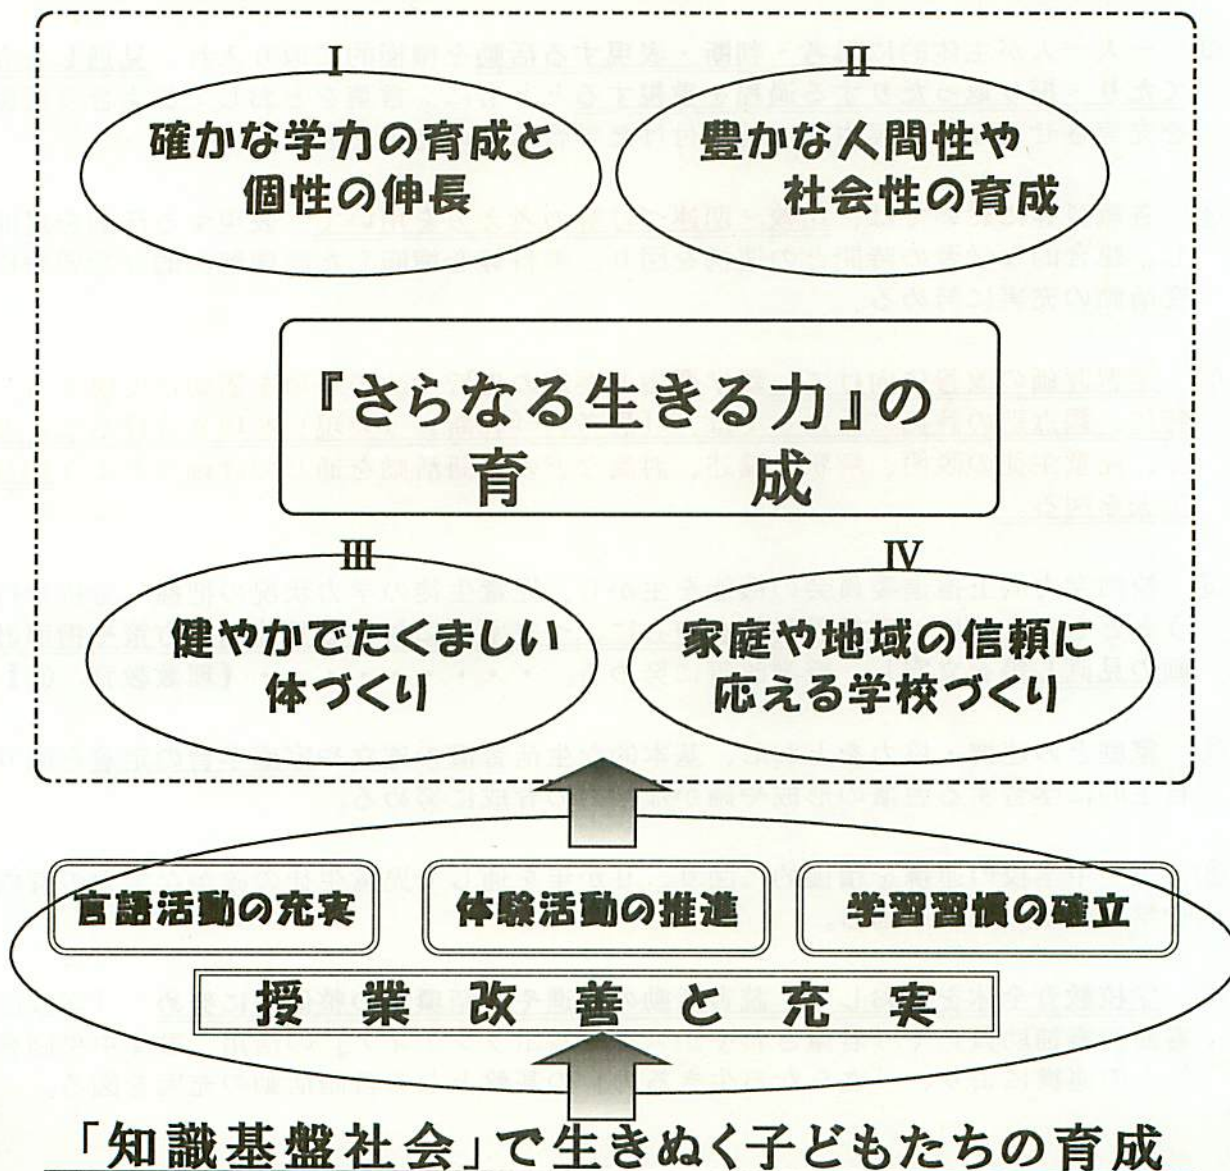 Ⅰ
確かな学力の育成と
個性の伸長
Ⅱ
豊かな人間性や
社会性の育成
『さらなる生きる力』の
育成
Ⅲ
健やかでたくましい
体づくり
Ⅳ
家庭や地域の信頼に
応える学校づくり
言語活動の充実
体験活動の推進
学習習慣の確立
授業改善と充実
「知識基盤社会」で生きぬく子どもたちの育成